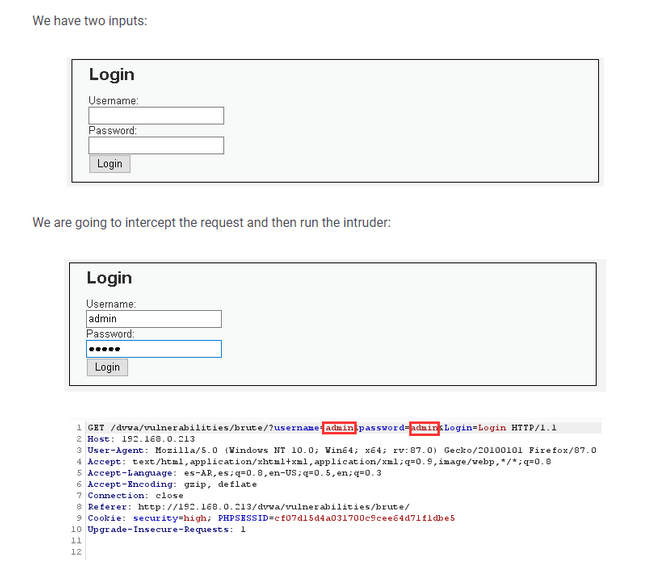 We have two inputs:
Login
Username:
Password:
Login
We are going to intercept the request and then run the intruder:
Login
Username:
admin
Password:
●●●●●
Login
1 GET /dvwa/vulnerabilities/brute/?username=admin&password=admin&Login=Login HTTP/1.1
2 Host: 192.168.0.213
3 User-Agent: Mozilla/5.0 (Windows NT 10.0; Win64; x64; rv:87.0) Gecko/20100101 Firefox/87.0
4 Accept: text/html,application/xhtml+xml,application/xml;q=0.9,image/webp,*/*;q=0.8
5 Accept-Language: es-AR,es;q=0.8,en-US;q=0.5,en;q=0.3
6 Accept-Encoding: gzip, deflate
7 Connection: close
8 Referer: http://192.168.0.213/dvwa/vulnerabilities/brute/
9 Cookie: security=high; PHPSESSID=cf07d15d4a031700c9cee64d71f1dbe5
10 Upgrade-Insecure-Requests: 1
11
12